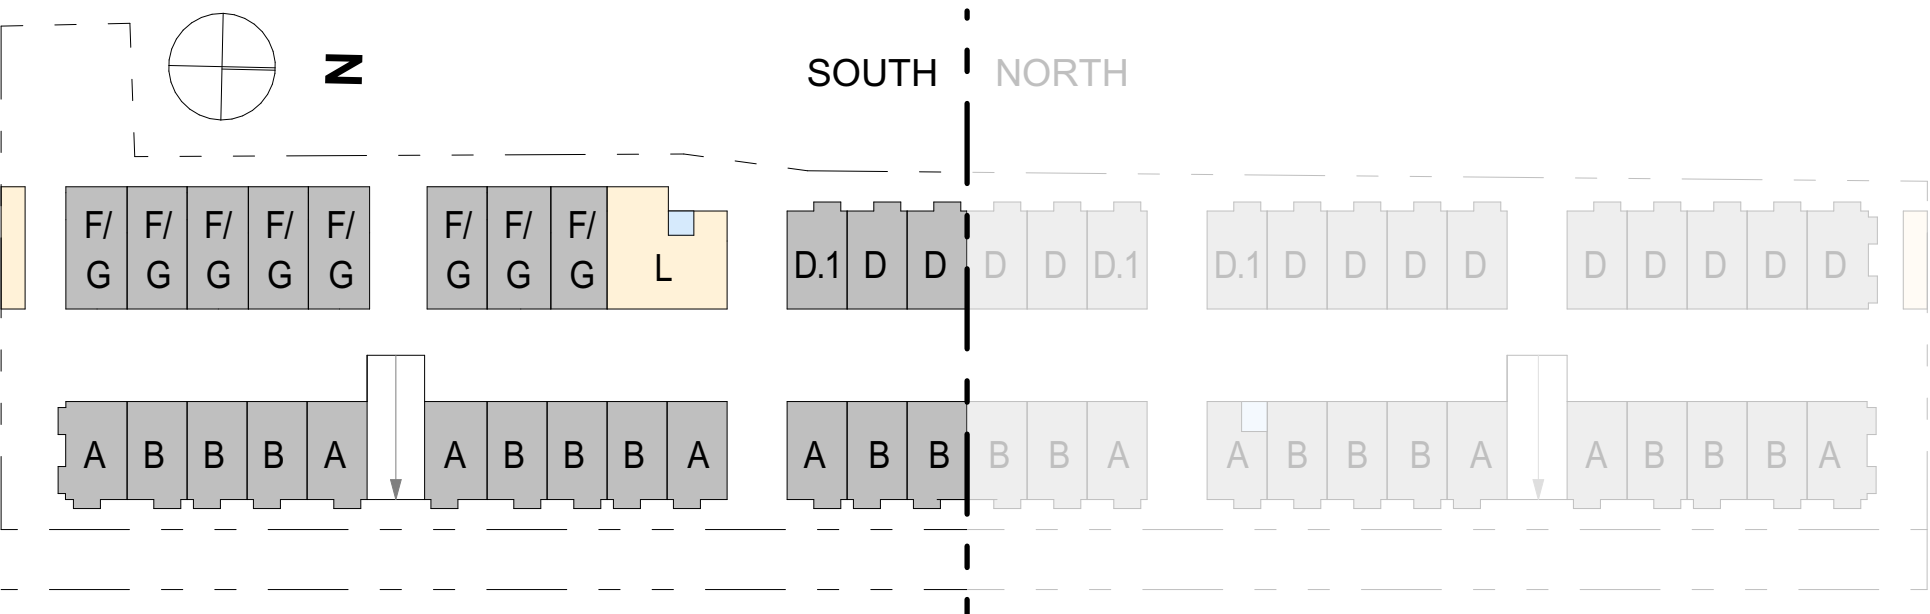 N
SOUTH NORTH
F/ F/ F/ F/ F/ F/ F/ F/
G G G G G G G G L D.1 D D D D D.1 D.1 D D D D D D D D D
A B B B A A B B B A A B B B B A A B B B A A B B B A